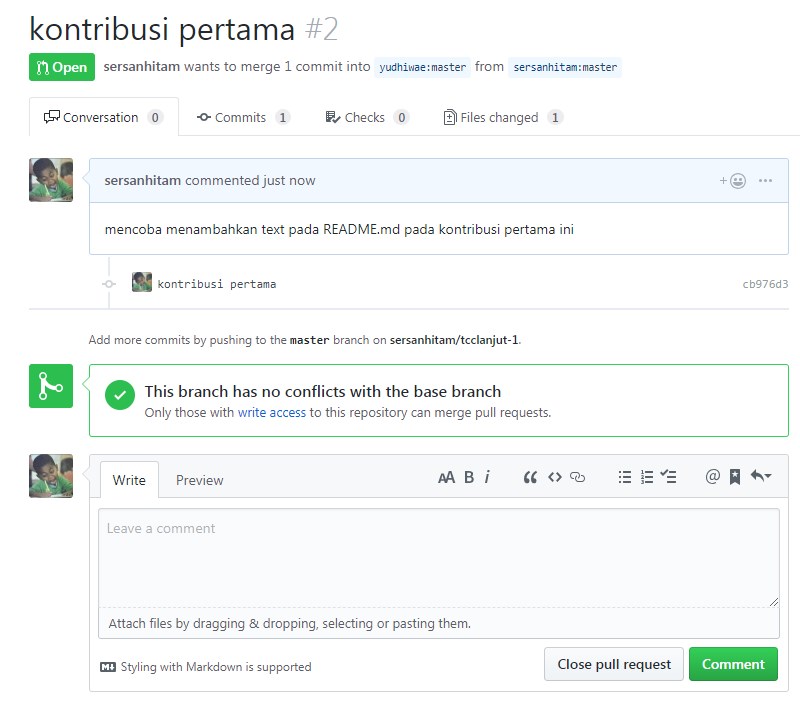 kontribusi pertama #2
Open sersanhitam wants to merge 1 commit into yudhiwae:master from sersanhitam:master
Conversation 0 Commits 1 Checks 0 Files changed 1
sersanhitam commented just now
mencoba menambahkan text pada README.md pada kontribusi pertama ini
kontribusi pertama cb976d3
Add more commits by pushing to the master branch on sersanhitam/tcclanjut-1.
This branch has no conflicts with the base branch
Only those with write access to this repository can merge pull requests.
Write Preview AA B i
Leave a comment
Attach files by dragging & dropping, selecting or pasting them.
Styling with Markdown is supported Close pull request Comment